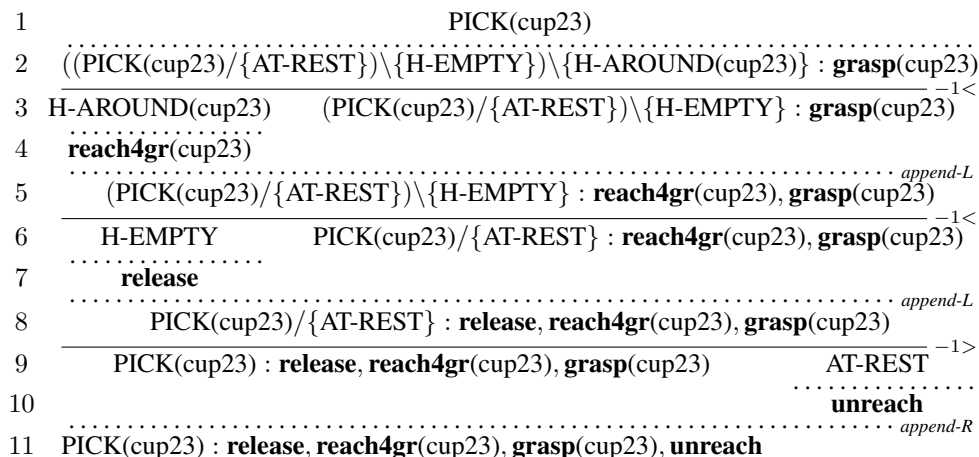 1 PICK(cup23)
2 ((PICK(cup23)/{AT-REST})\{H-EMPTY})\{H-AROUND(cup23)} : grasp(cup23)
−1<
3 H-AROUND(cup23) (PICK(cup23)/{AT-REST})\{H-EMPTY} : grasp(cup23)
4 reach4gr(cup23)
append-L
5 (PICK(cup23)/{AT-REST})\{H-EMPTY} : reach4gr(cup23), grasp(cup23)
−1<
6 H-EMPTY PICK(cup23)/{AT-REST} : reach4gr(cup23), grasp(cup23)
7 release
append-L
8 PICK(cup23)/{AT-REST} : release, reach4gr(cup23), grasp(cup23)
−1>
9 PICK(cup23) : release, reach4gr(cup23), grasp(cup23) AT-REST
10 unreach
append-R
11 PICK(cup23) : release, reach4gr(cup23), grasp(cup23), unreach